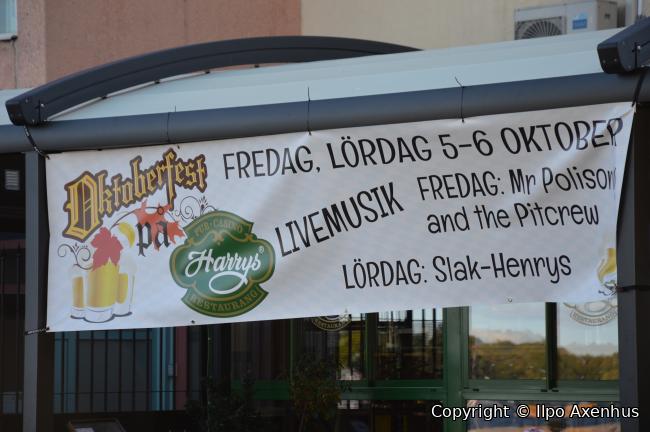 Oktoberfest
på
PUB · CASINO
Harrys®
RESTAURANG
FREDAG, LÖRDAG 5-6 OKTOBER
LIVEMUSIK
FREDAG: Mr Polison
and the Pitcrew
LÖRDAG: Slak-Henrys
Copyright © Ilpo Axenhus